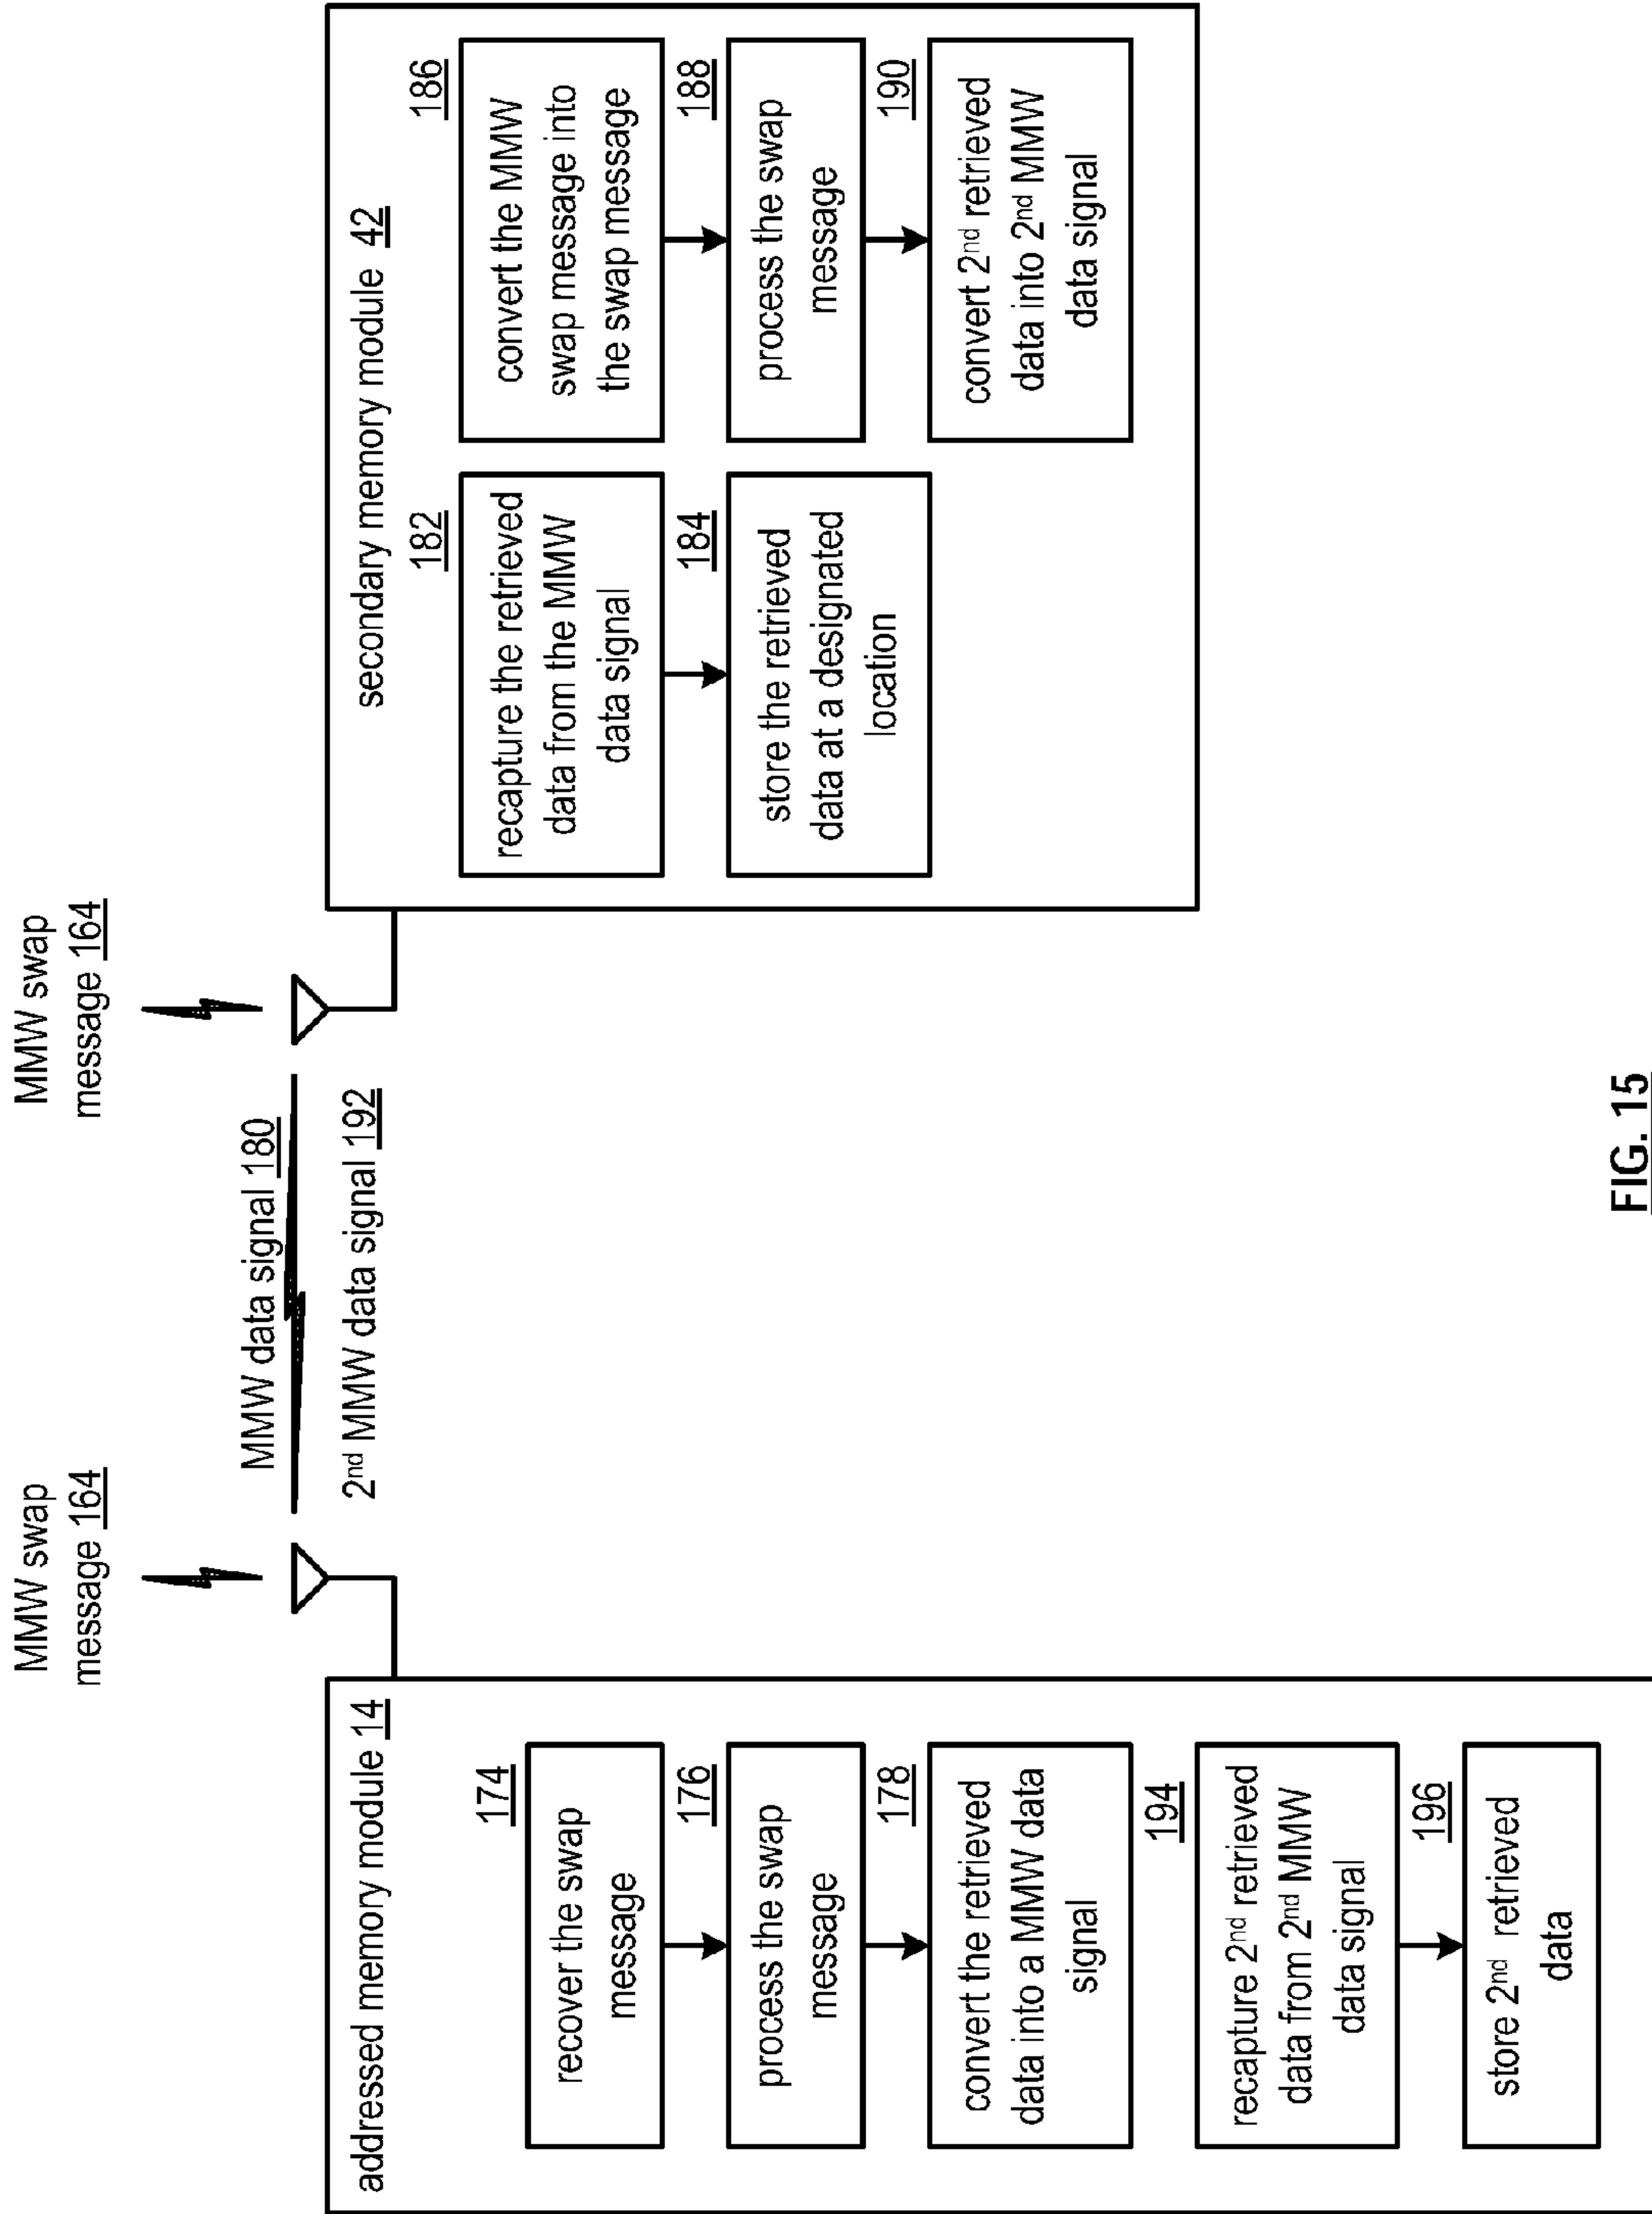 MMW swap
message 164
MMW swap
message 164
MMW data signal 180
2nd MMW data signal 192
addressed memory module 14
174
recover the swap
message
176
process the swap
message
178
convert the retrieved
data into a MMW data
signal
194
recapture 2nd retrieved
data from 2nd MMW
data signal
196
store 2nd retrieved
data
secondary memory module 42
182
recapture the retrieved
data from the MMW
data signal
184
store the retrieved
data at a designated
location
186
convert the MMW
swap message into
the swap message
188
process the swap
message
190
convert 2nd retrieved
data into 2nd MMW
data signal
FIG. 15